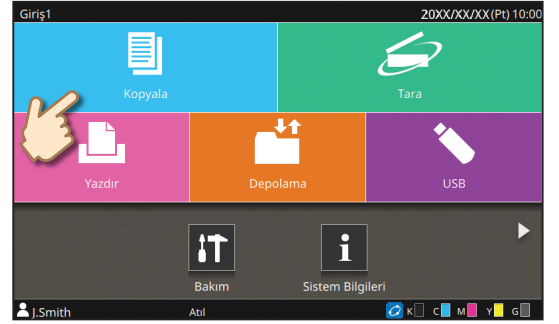 Giriş1 20XX/XX/XX (Pt) 10:00
Kopyala Tara
Yazdır Depolama USB
Bakım Sistem Bilgileri
J.Smith Atıl K C M Y G